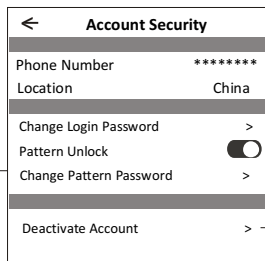 ← Account Security
Phone Number ********
Location China
Change Login Password >
Pattern Unlock
Change Pattern Password >
Deactivate Account >